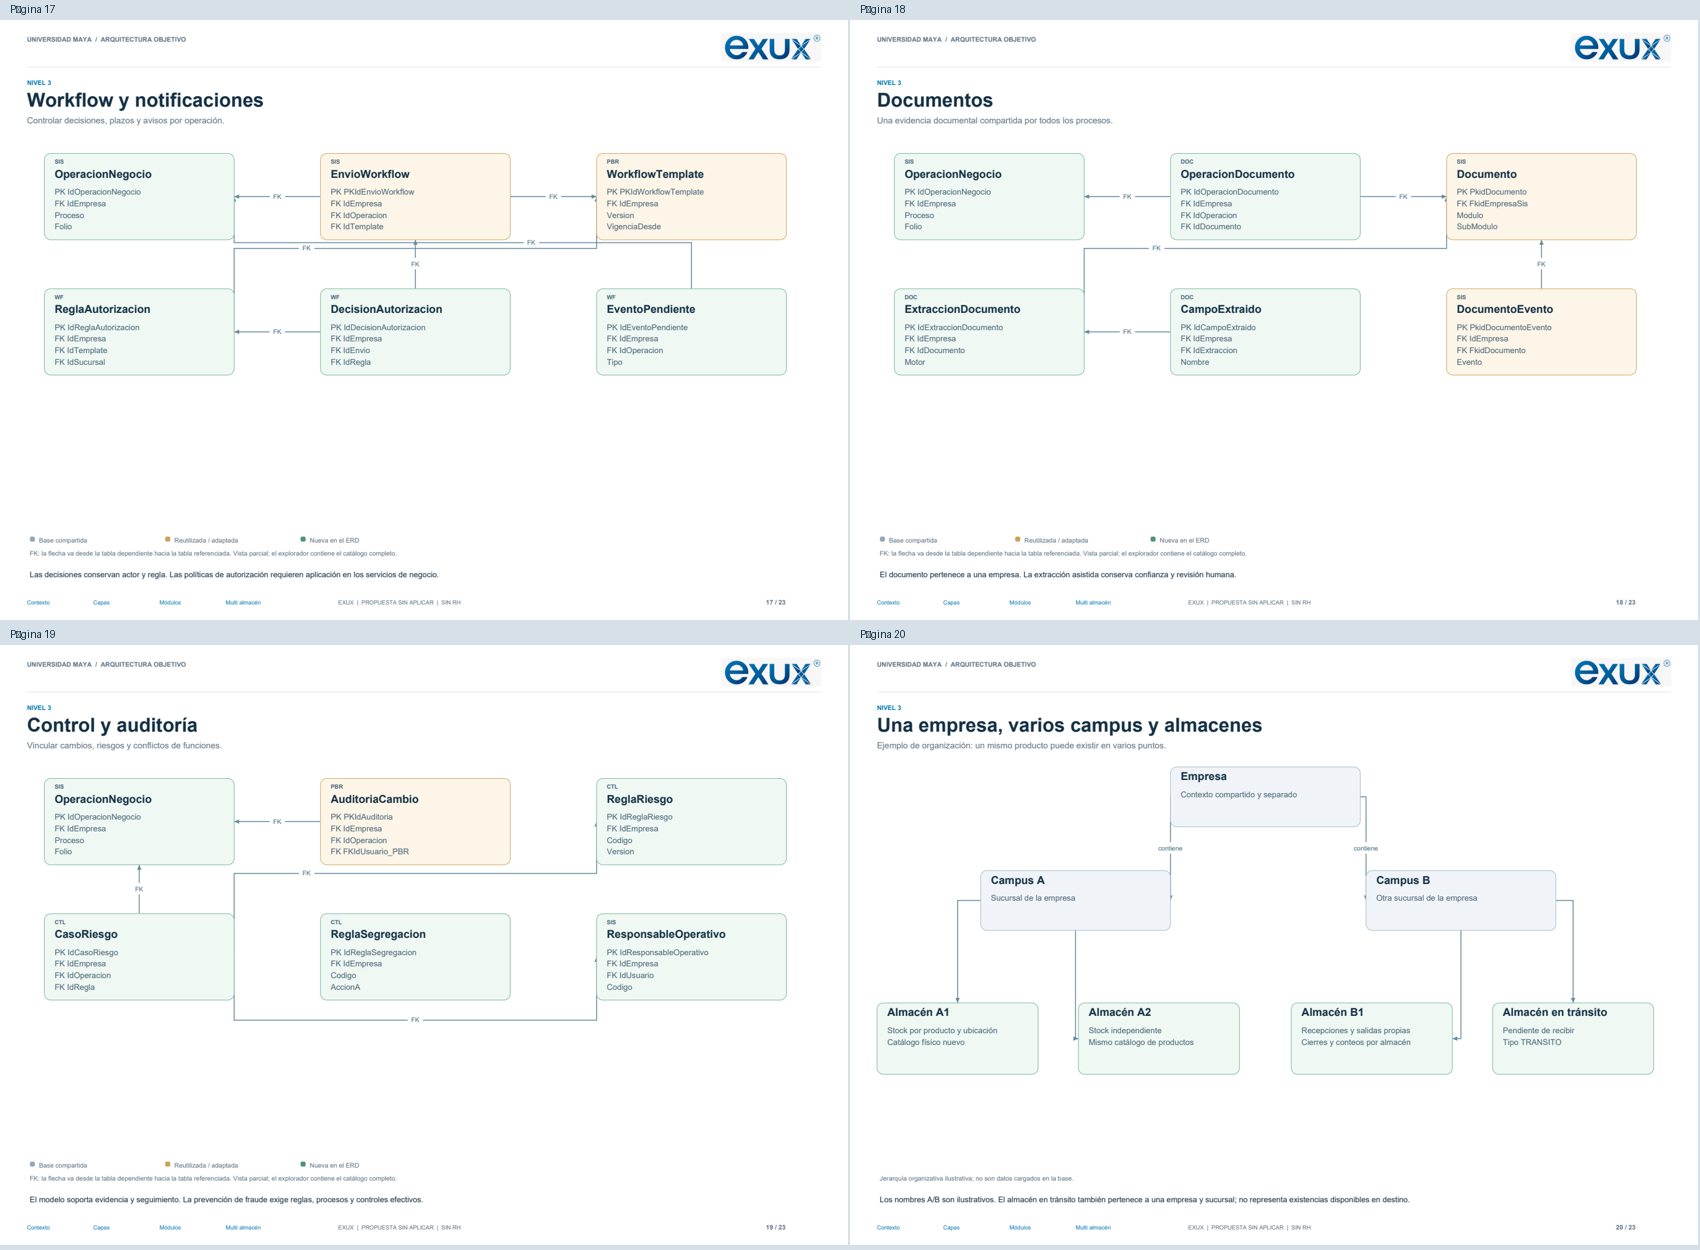 Página 17
UNIVERSIDAD MAYA / ARQUITECTURA OBJETIVO
exux®
NIVEL 3
Workflow y notificaciones
Controlar decisiones, plazos y avisos por operación.
SIS
OperacionNegocio
PK IdOperacionNegocio
FK IdEmpresa
Proceso
Folio
FK
SIS
EnvioWorkflow
PK PKIdEnvioWorkflow
FK IdEmpresa
FK IdOperacion
FK IdTemplate
FK
PBR
WorkflowTemplate
PK PKIdWorkflowTemplate
FK IdEmpresa
Version
VigenciaDesde
FK
FK
FK
WF
ReglaAutorizacion
PK IdReglaAutorizacion
FK IdEmpresa
FK IdTemplate
FK IdSucursal
FK
WF
DecisionAutorizacion
PK IdDecisionAutorizacion
FK IdEmpresa
FK IdEnvio
FK IdRegla
WF
EventoPendiente
PK IdEventoPendiente
FK IdEmpresa
FK IdOperacion
Tipo
Base compartida
Reutilizada / adaptada
Nueva en el ERD
FK: la flecha va desde la tabla dependiente hacia la tabla referenciada. Vista parcial: el explorador contiene el catálogo completo.
Las decisiones conservan actor y regla. Las políticas de autorización requieren aplicación en los servicios de negocio.
Contexto
Capas
Módulos
Multi almacén
EXUX | PROPUESTA SIN APLICAR | SIN RH
17 / 23
Página 18
UNIVERSIDAD MAYA / ARQUITECTURA OBJETIVO
exux®
NIVEL 3
Documentos
Una evidencia documental compartida por todos los procesos.
SIS
OperacionNegocio
PK IdOperacionNegocio
FK IdEmpresa
Proceso
Folio
FK
DOC
OperacionDocumento
PK IdOperacionDocumento
FK IdEmpresa
FK IdOperacion
FK IdDocumento
FK
SIS
Documento
PK PkidDocumento
FK FkidEmpresaSis
Modulo
SubModulo
FK
FK
DOC
ExtraccionDocumento
PK IdExtraccionDocumento
FK IdEmpresa
FK IdDocumento
Motor
FK
DOC
CampoExtraido
PK IdCampoExtraido
FK IdEmpresa
FK IdExtraccion
Nombre
SIS
DocumentoEvento
PK PkidDocumentoEvento
FK IdEmpresa
FK FkidDocumento
Evento
Base compartida
Reutilizada / adaptada
Nueva en el ERD
FK: la flecha va desde la tabla dependiente hacia la tabla referenciada. Vista parcial: el explorador contiene el catálogo completo.
El documento pertenece a una empresa. La extracción asistida conserva confianza y revisión humana.
Contexto
Capas
Módulos
Multi almacén
EXUX | PROPUESTA SIN APLICAR | SIN RH
18 / 23
Página 19
UNIVERSIDAD MAYA / ARQUITECTURA OBJETIVO
exux®
NIVEL 3
Control y auditoría
Vincular cambios, riesgos y conflictos de funciones.
SIS
OperacionNegocio
PK IdOperacionNegocio
FK IdEmpresa
Proceso
Folio
FK
PBR
AuditoriaCambio
PK PKIdAuditoria
FK IdEmpresa
FK IdOperacion
FK FKIdUsuario_PBR
CTL
ReglaRiesgo
PK IdReglaRiesgo
FK IdEmpresa
Codigo
Version
FK
FK
CTL
CasoRiesgo
PK IdCasoRiesgo
FK IdEmpresa
FK IdOperacion
FK IdRegla
CTL
ReglaSegregacion
PK IdReglaSegregacion
FK IdEmpresa
Codigo
AccionA
SIS
ResponsableOperativo
PK IdResponsableOperativo
FK IdEmpresa
FK IdUsuario
Codigo
FK
Base compartida
Reutilizada / adaptada
Nueva en el ERD
FK: la flecha va desde la tabla dependiente hacia la tabla referenciada. Vista parcial: el explorador contiene el catálogo completo.
El modelo soporta evidencia y seguimiento. La prevención de fraude exige reglas, procesos y controles efectivos.
Contexto
Capas
Módulos
Multi almacén
EXUX | PROPUESTA SIN APLICAR | SIN RH
19 / 23
Página 20
UNIVERSIDAD MAYA / ARQUITECTURA OBJETIVO
exux®
NIVEL 3
Una empresa, varios campus y almacenes
Ejemplo de organización: un mismo producto puede existir en varios puntos.
Empresa
Contexto compartido y separado
contiene
contiene
Campus A
Sucursal de la empresa
Campus B
Otra sucursal de la empresa
Almacén A1
Stock por producto y ubicación
Catálogo físico nuevo
Almacén A2
Stock independiente
Mismo catálogo de productos
Almacén B1
Recepciones y salidas propias
Cierres y conteos por almacén
Almacén en tránsito
Pendiente de recibir
Tipo TRANSITO
Jerarquía organizativa ilustrativa; no son datos cargados en la base.
Los nombres A/B son ilustrativos. El almacén en tránsito también pertenece a una empresa y sucursal; no representa existencias disponibles en destino.
Contexto
Capas
Módulos
Multi almacén
EXUX | PROPUESTA SIN APLICAR | SIN RH
20 / 23